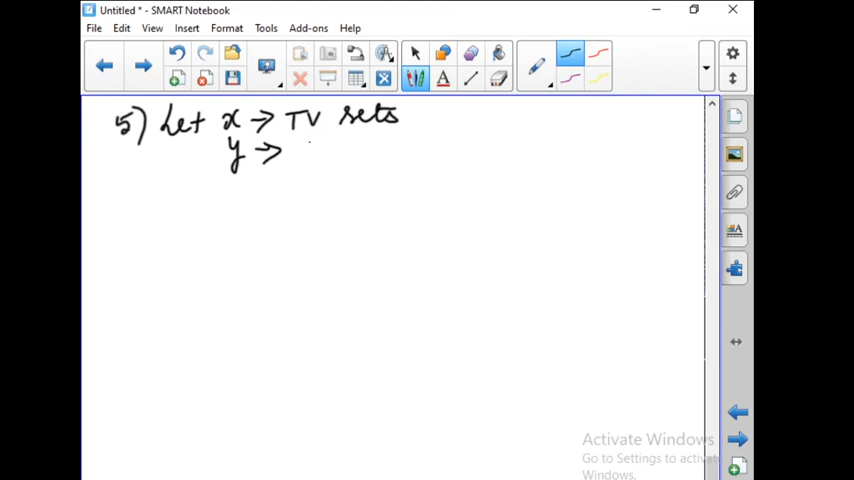 Untitled * - SMART Notebook
File Edit View Insert Format Tools Add-ons Help
5) Let x → TV sets
y →
Activate Windows
Go to Settings to activate
Windows.